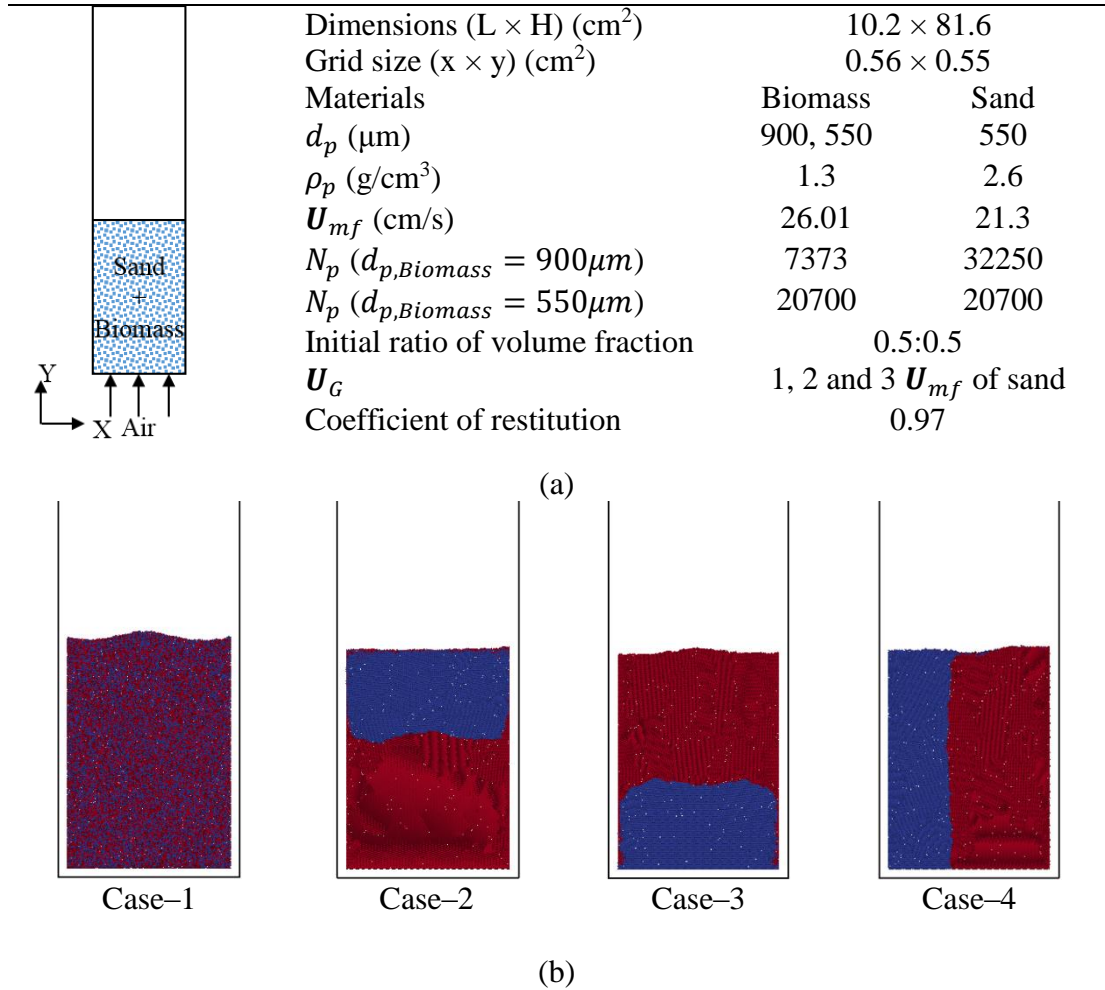 Dimensions (L × H) (cm²) 10.2 × 81.6
Grid size (x × y) (cm²) 0.56 × 0.55
Materials Biomass Sand
𝑑𝑝 (μm) 900, 550 550
𝜌𝑝 (g/cm³) 1.3 2.6
𝑼𝑚𝑓 (cm/s) 26.01 21.3
𝑁𝑝 (𝑑𝑝,𝐵𝑖𝑜𝑚𝑎𝑠𝑠 = 900𝜇𝑚) 7373 32250
𝑁𝑝 (𝑑𝑝,𝐵𝑖𝑜𝑚𝑎𝑠𝑠 = 550𝜇𝑚) 20700 20700
Initial ratio of volume fraction 0.5:0.5
𝑼𝐺 1, 2 and 3 𝑼𝑚𝑓 of sand
Coefficient of restitution 0.97
Sand
+
Biomass
Y
X Air
(a)
Case–1 Case–2 Case–3 Case–4
(b)